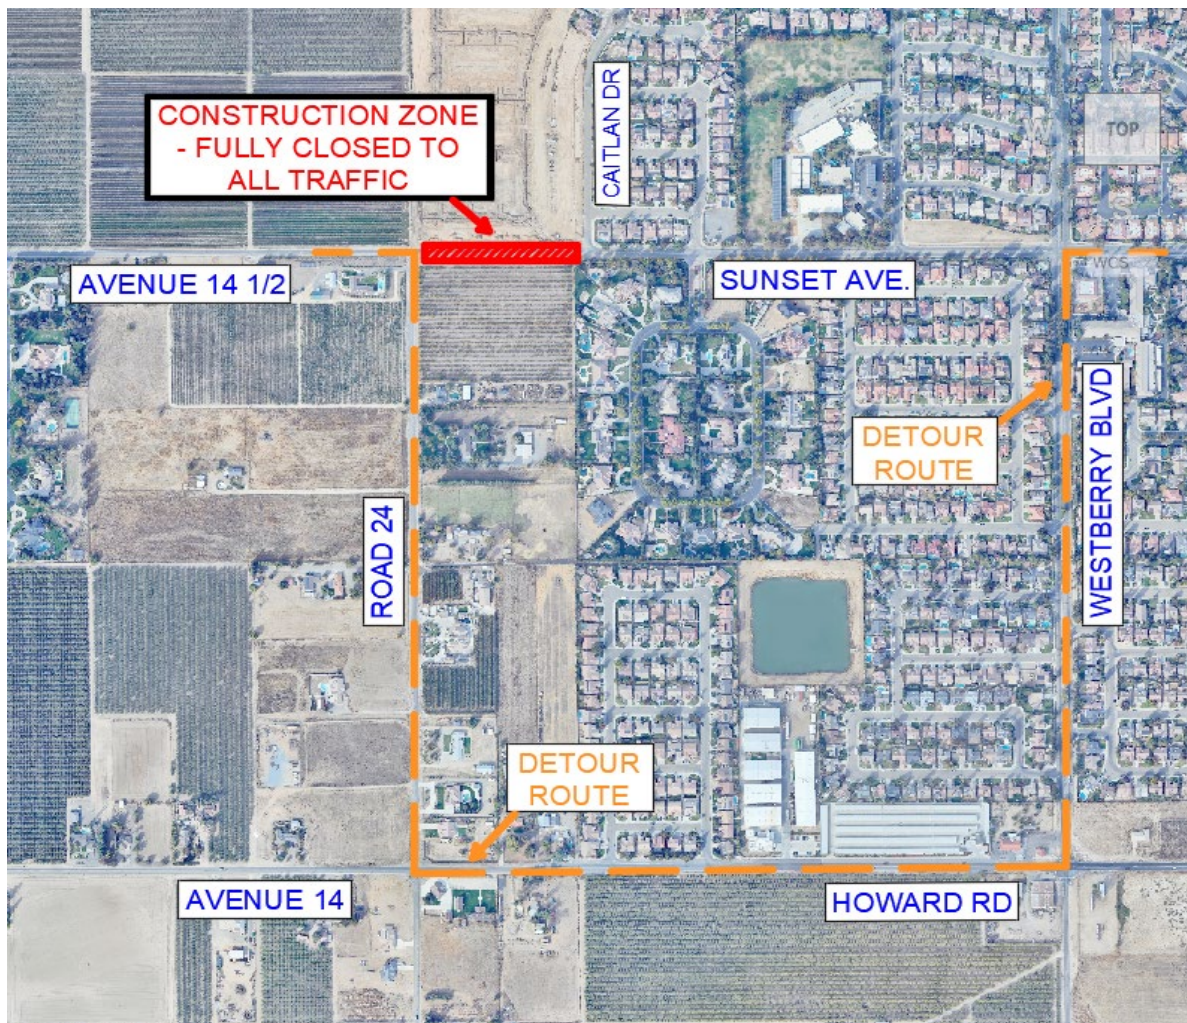 CONSTRUCTION ZONE
- FULLY CLOSED TO
ALL TRAFFIC
CAITLAN DR
TOP
AVENUE 14 1/2
SUNSET AVE.
WCS
DETOUR
ROUTE
WESTBERRY BLVD
ROAD 24
DETOUR
ROUTE
AVENUE 14
HOWARD RD